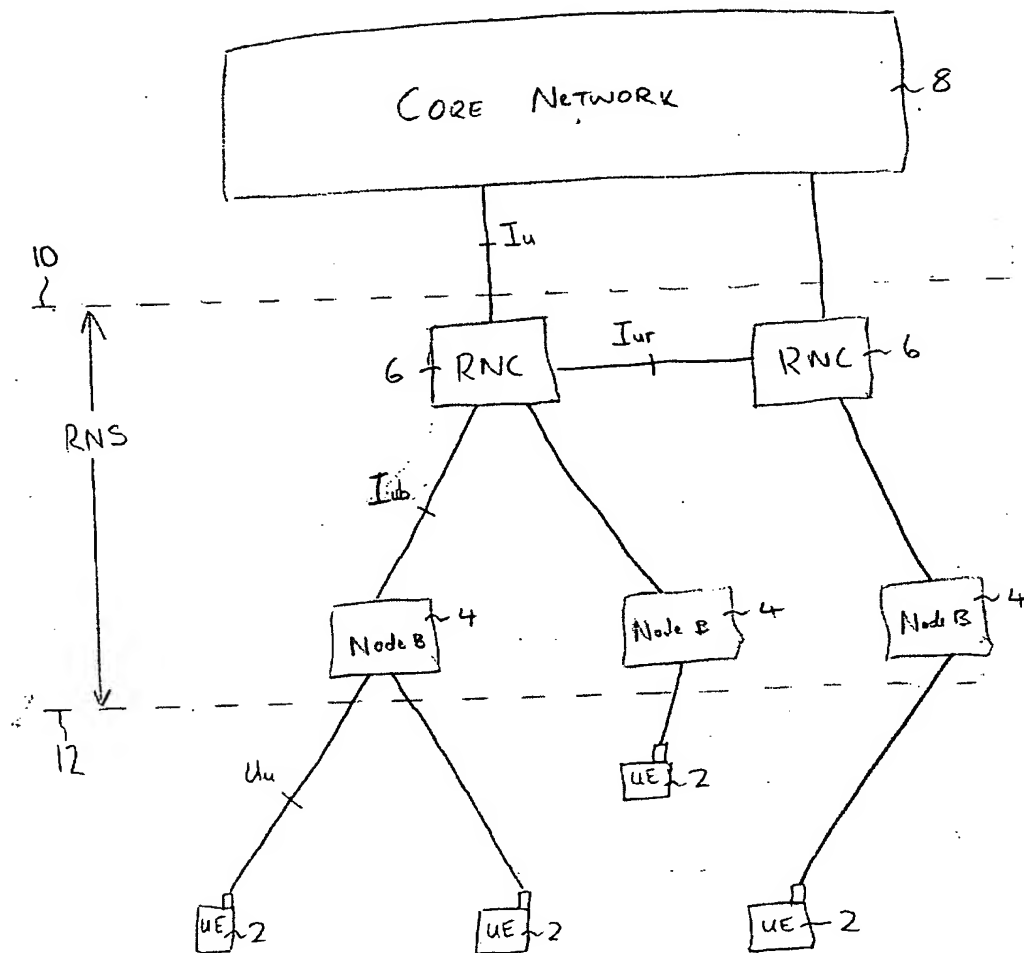 CORE NETWORK
8
Iu
10
6
RNC
Iur
RNC
6
RNS
Iub
Node B
4
Node B
4
Node B
4
12
Uu
UE
2
UE
2
UE
2
UE
2